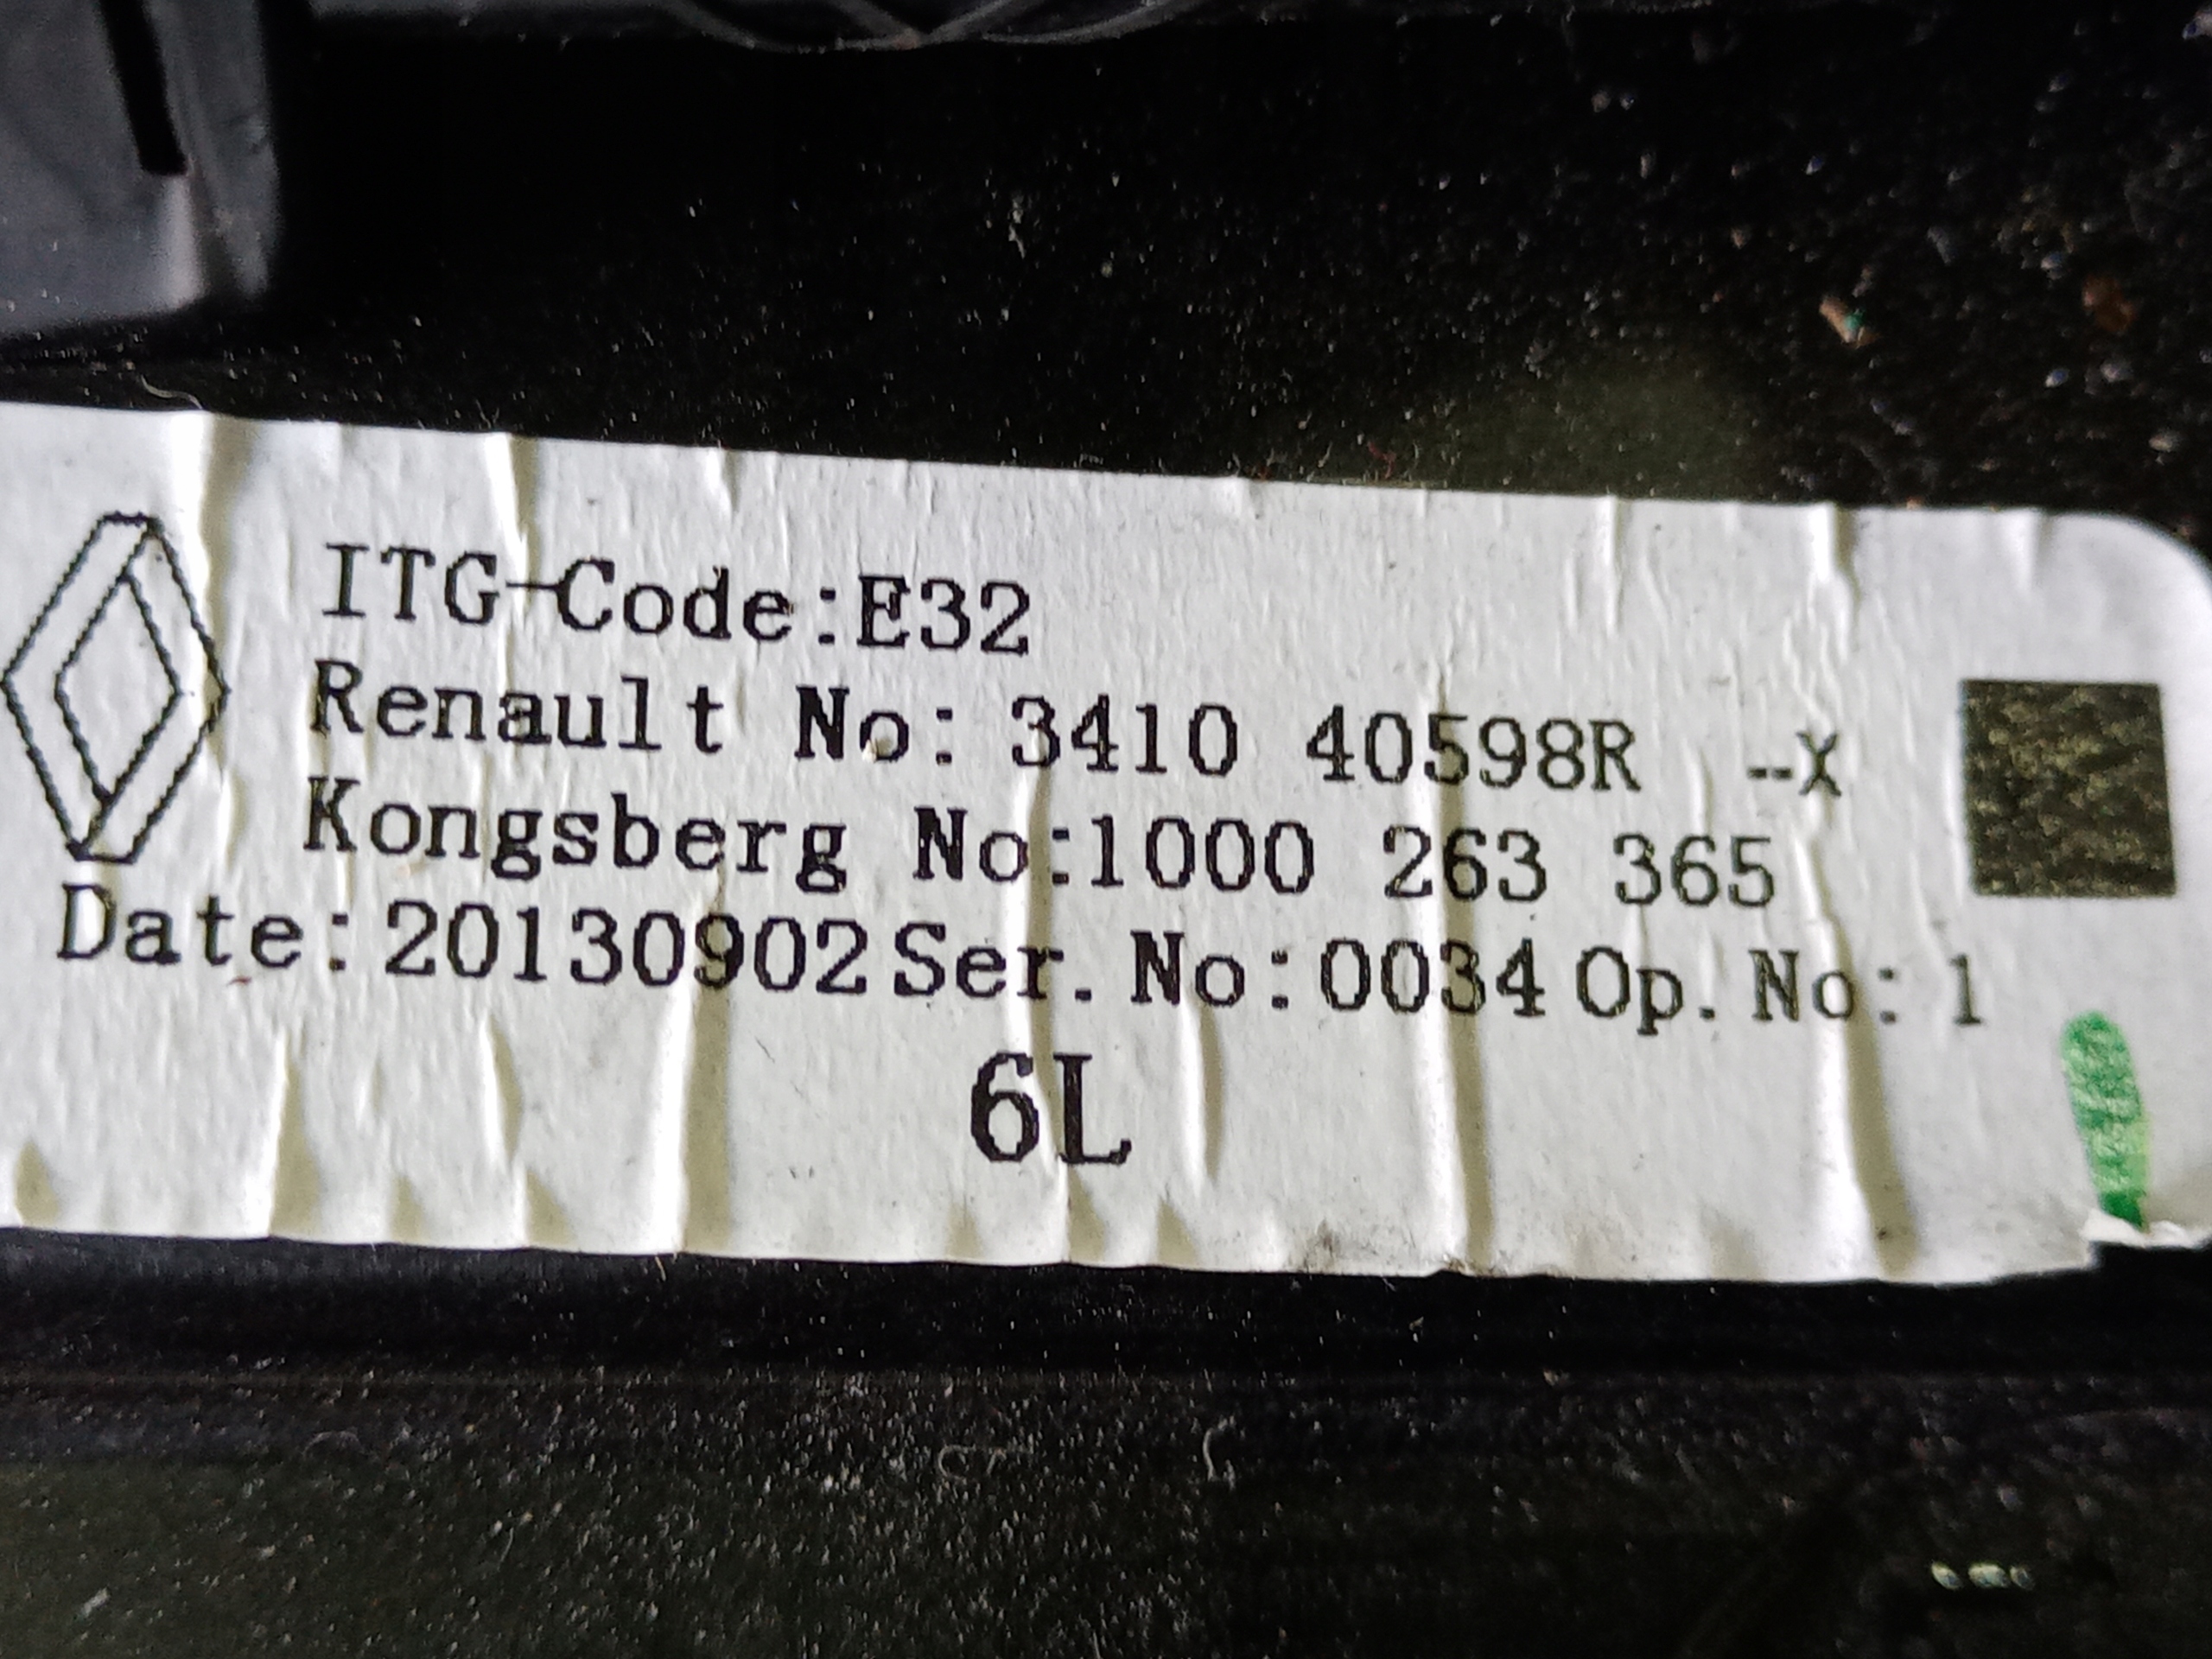 ITG-Code:E32
Renault No: 3410 40598R --X
Kongsberg No:1000 263 365
Date:20130902 Ser. No:0034 Op. No: 1
6L